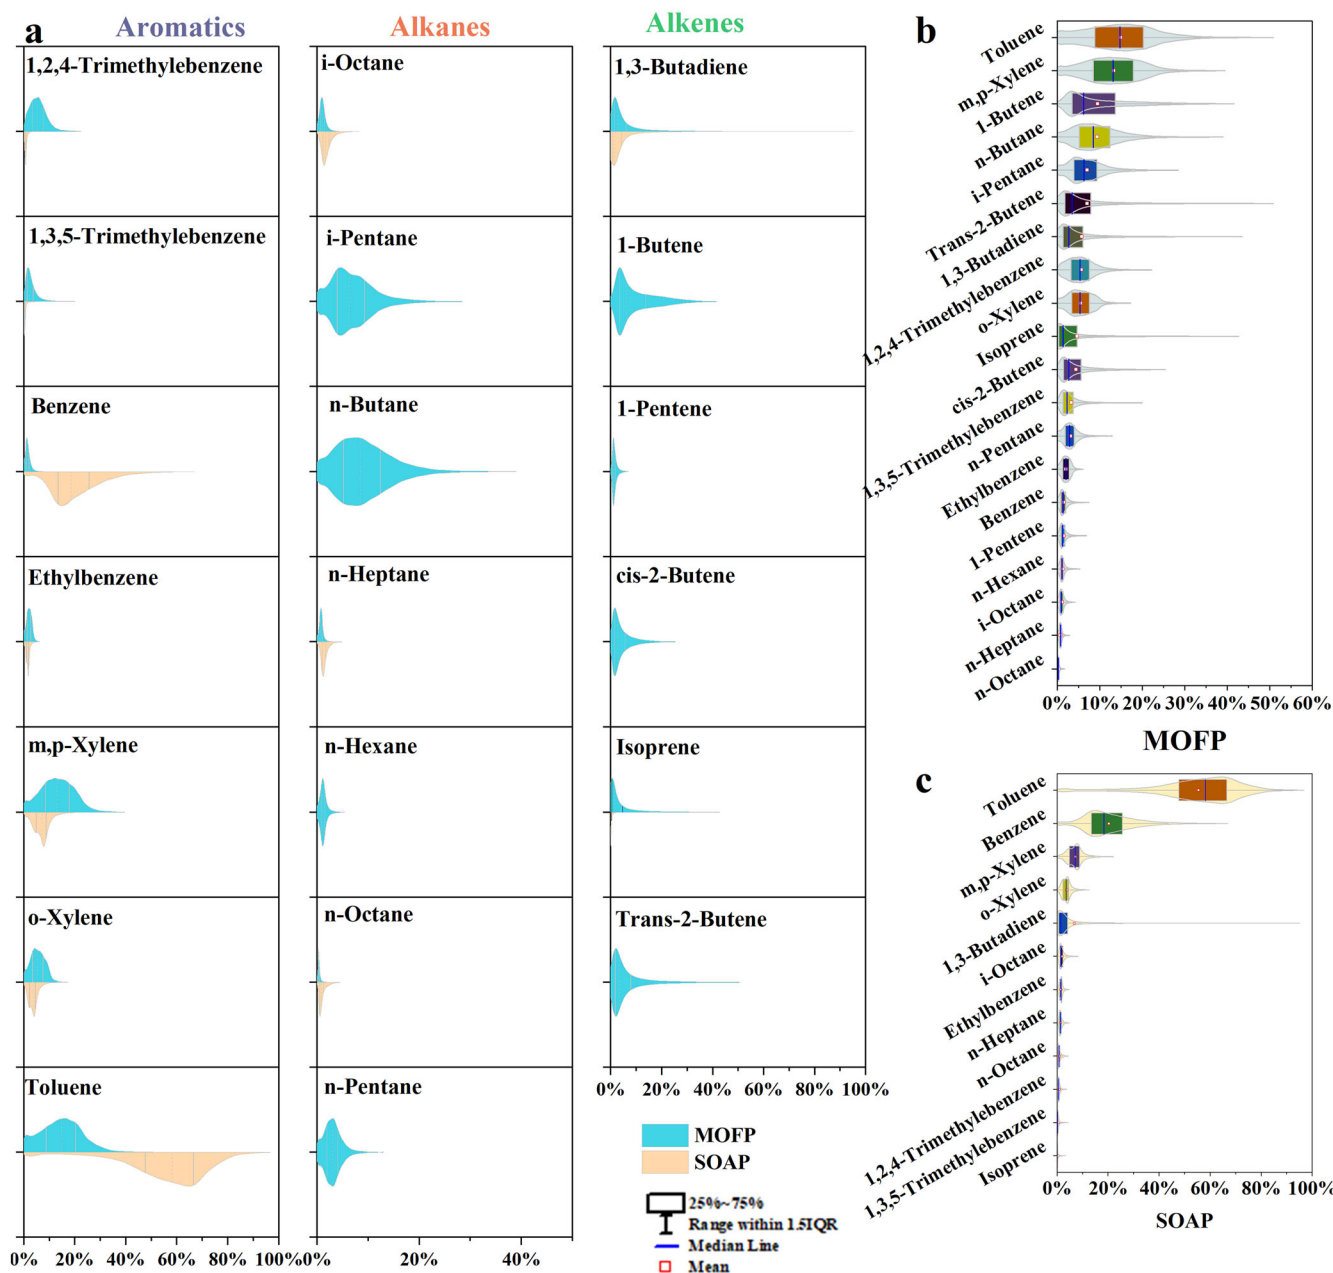 a
Aromatics
Alkanes
Alkenes
1,2,4-Trimethylebenzene
i-Octane
1,3-Butadiene
1,3,5-Trimethylebenzene
i-Pentane
1-Butene
Benzene
n-Butane
1-Pentene
Ethylbenzene
n-Heptane
cis-2-Butene
m,p-Xylene
n-Hexane
Isoprene
o-Xylene
n-Octane
Trans-2-Butene
Toluene
n-Pentane
0% 20% 40% 60% 80% 100%
0% 20% 40%
0% 20% 40% 60% 80% 100%
MOFP
SOAP
25%~75%
Range within 1.5IQR
Median Line
Mean
b
Toluene
m,p-Xylene
1-Butene
n-Butane
i-Pentane
Trans-2-Butene
1,3-Butadiene
1,2,4-Trimethylebenzene
o-Xylene
Isoprene
cis-2-Butene
1,3,5-Trimethylebenzene
n-Pentane
Ethylbenzene
Benzene
1-Pentene
n-Hexane
i-Octane
n-Heptane
n-Octane
0% 10% 20% 30% 40% 50% 60%
MOFP
c
Toluene
Benzene
m,p-Xylene
o-Xylene
1,3-Butadiene
i-Octane
Ethylbenzene
n-Heptane
n-Octane
1,2,4-Trimethylebenzene
1,3,5-Trimethylebenzene
Isoprene
0% 20% 40% 60% 80% 100%
SOAP